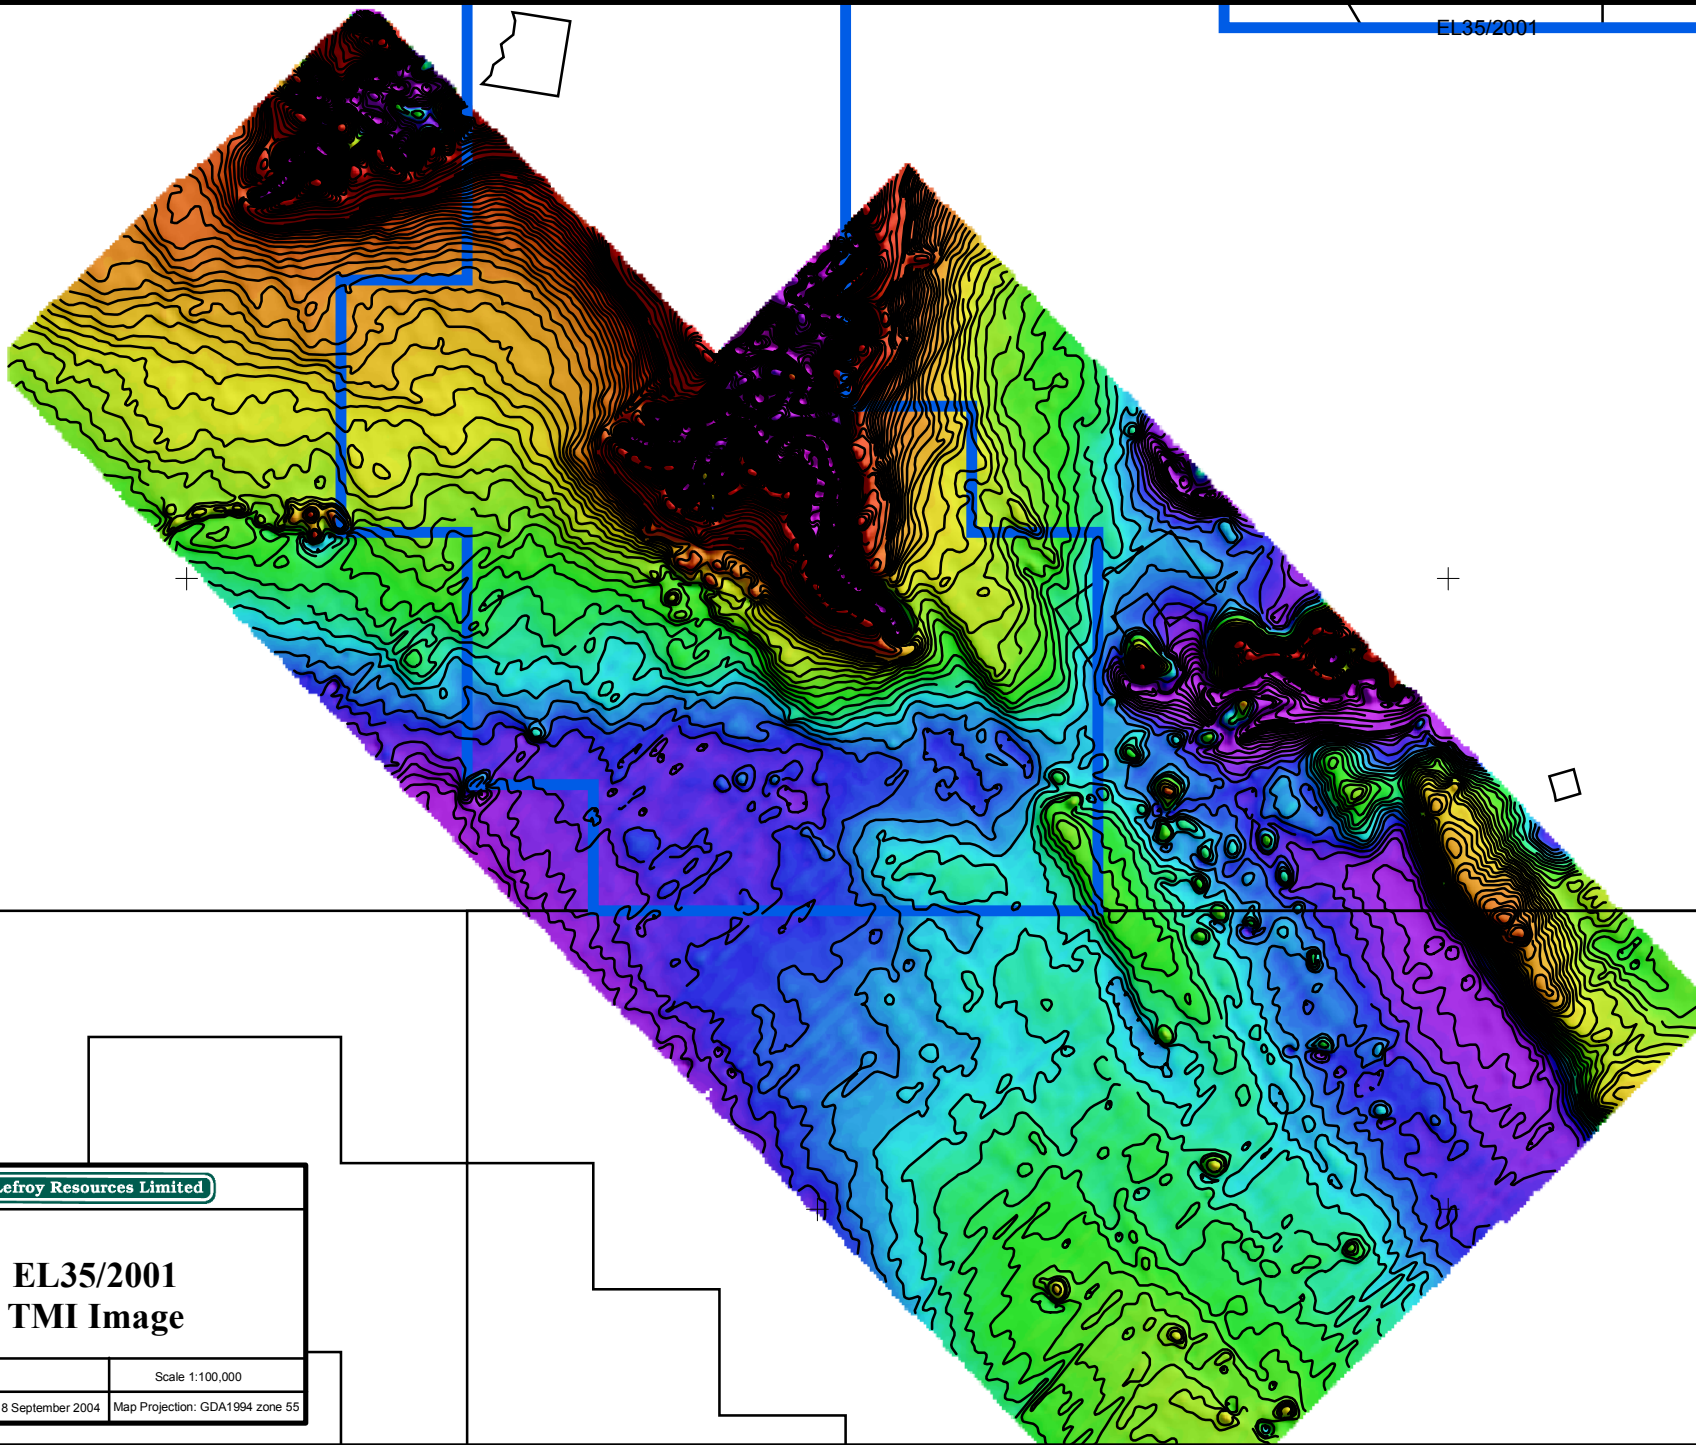 EL35/2001
Lefroy Resources Limited
EL35/2001
TMI Image
Scale 1:100,000
8 September 2004
Map Projection: GDA1994 zone 55